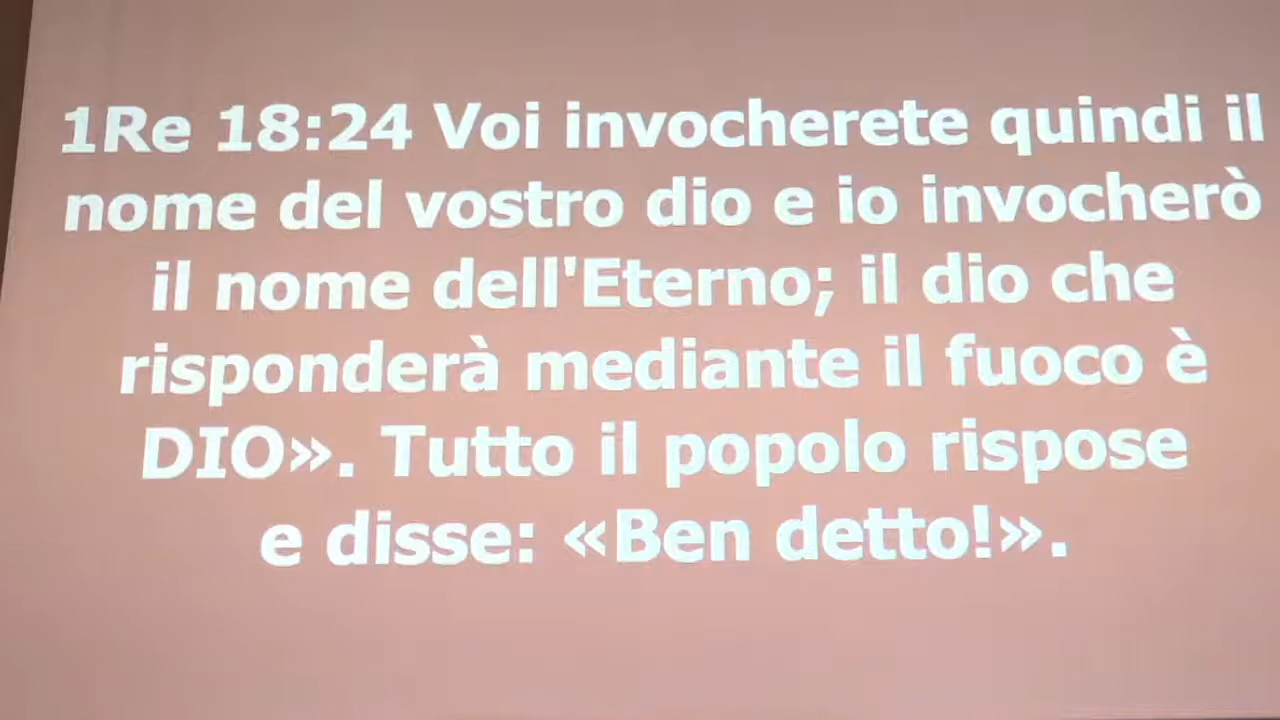 1Re 18:24 Voi invocherete quindi il
nome del vostro dio e io invocherò
il nome dell'Eterno; il dio che
risponderà mediante il fuoco è
DIO». Tutto il popolo rispose
e disse: «Ben detto!».